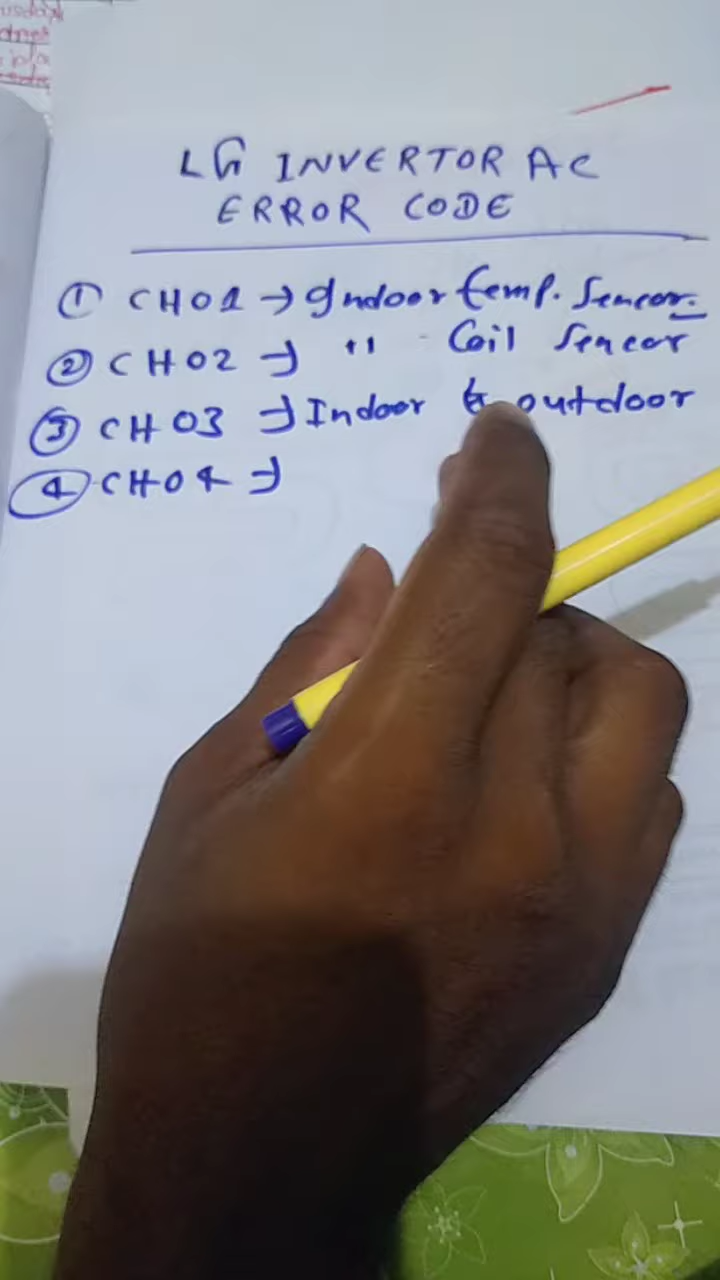 LG INVERTOR AC
ERROR CODE
① CH01 → Indoor temp. Sencor.
② CH02 → " Coil Sencor
③ CH03 → Indoor & outdoor
④ CH04 →